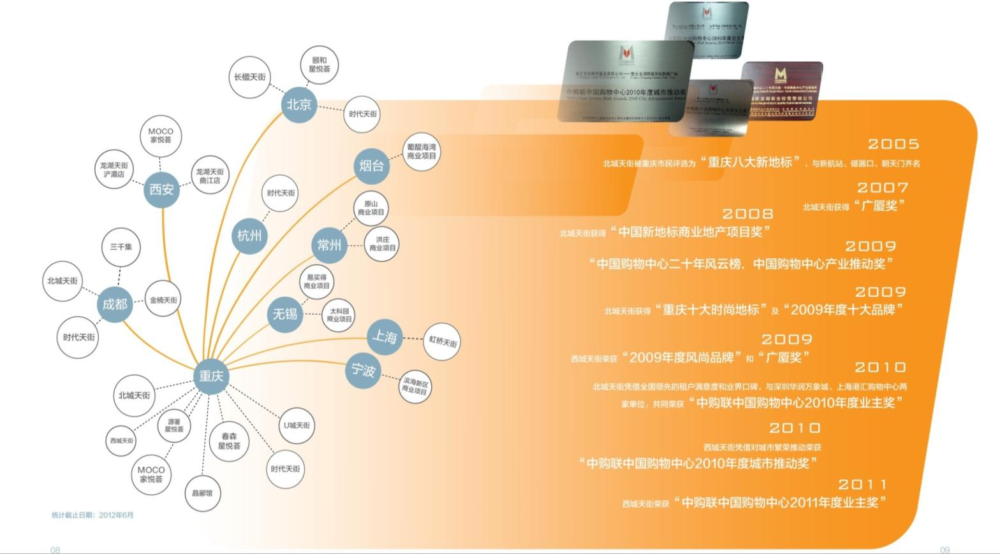 北京
长楹天街
颐和
星悦荟
时代天街
西安
MOCO
家悦荟
龙湖天街
浐灞店
龙湖天街
曲江店
烟台
葡醍海湾
商业项目
杭州
时代天街
常州
原山
商业项目
洪庄
商业项目
成都
三千集
北城天街
金楠天街
时代天街
无锡
易买得
商业项目
太科园
商业项目
上海
虹桥天街
宁波
滨海新区
商业项目
重庆
北城天街
西城天街
源著
星悦荟
MOCO
家悦荟
晶郦馆
春森
星悦荟
U城天街
时代天街
统计截止日期：2012年6月
08
中购联中国购物中心2010年度城市推动奖
Mall China Golden Mall Awards 2010 City Advancement Award
2005
北城天街被重庆市民评选为“重庆八大新地标”，与新航站、磁器口、朝天门齐名
2007
北城天街获得“广厦奖”
2008
北城天街获得“中国新地标商业地产项目奖”
2009
“中国购物中心二十年风云榜．中国购物中心产业推动奖”
2009
北城天街获得“重庆十大时尚地标”及“2009年度十大品牌”
2009
西城天街荣获“2009年度风尚品牌”和“广厦奖”
2010
北城天街凭借全国领先的租户满意度和业界口碑，与深圳华润万象城、上海港汇购物中心两
家单位，共同荣获“中购联中国购物中心2010年度业主奖”
2010
西城天街凭借对城市繁荣推动荣获
“中购联中国购物中心2010年度城市推动奖”
2011
西城天街荣获“中购联中国购物中心2011年度业主奖”
09